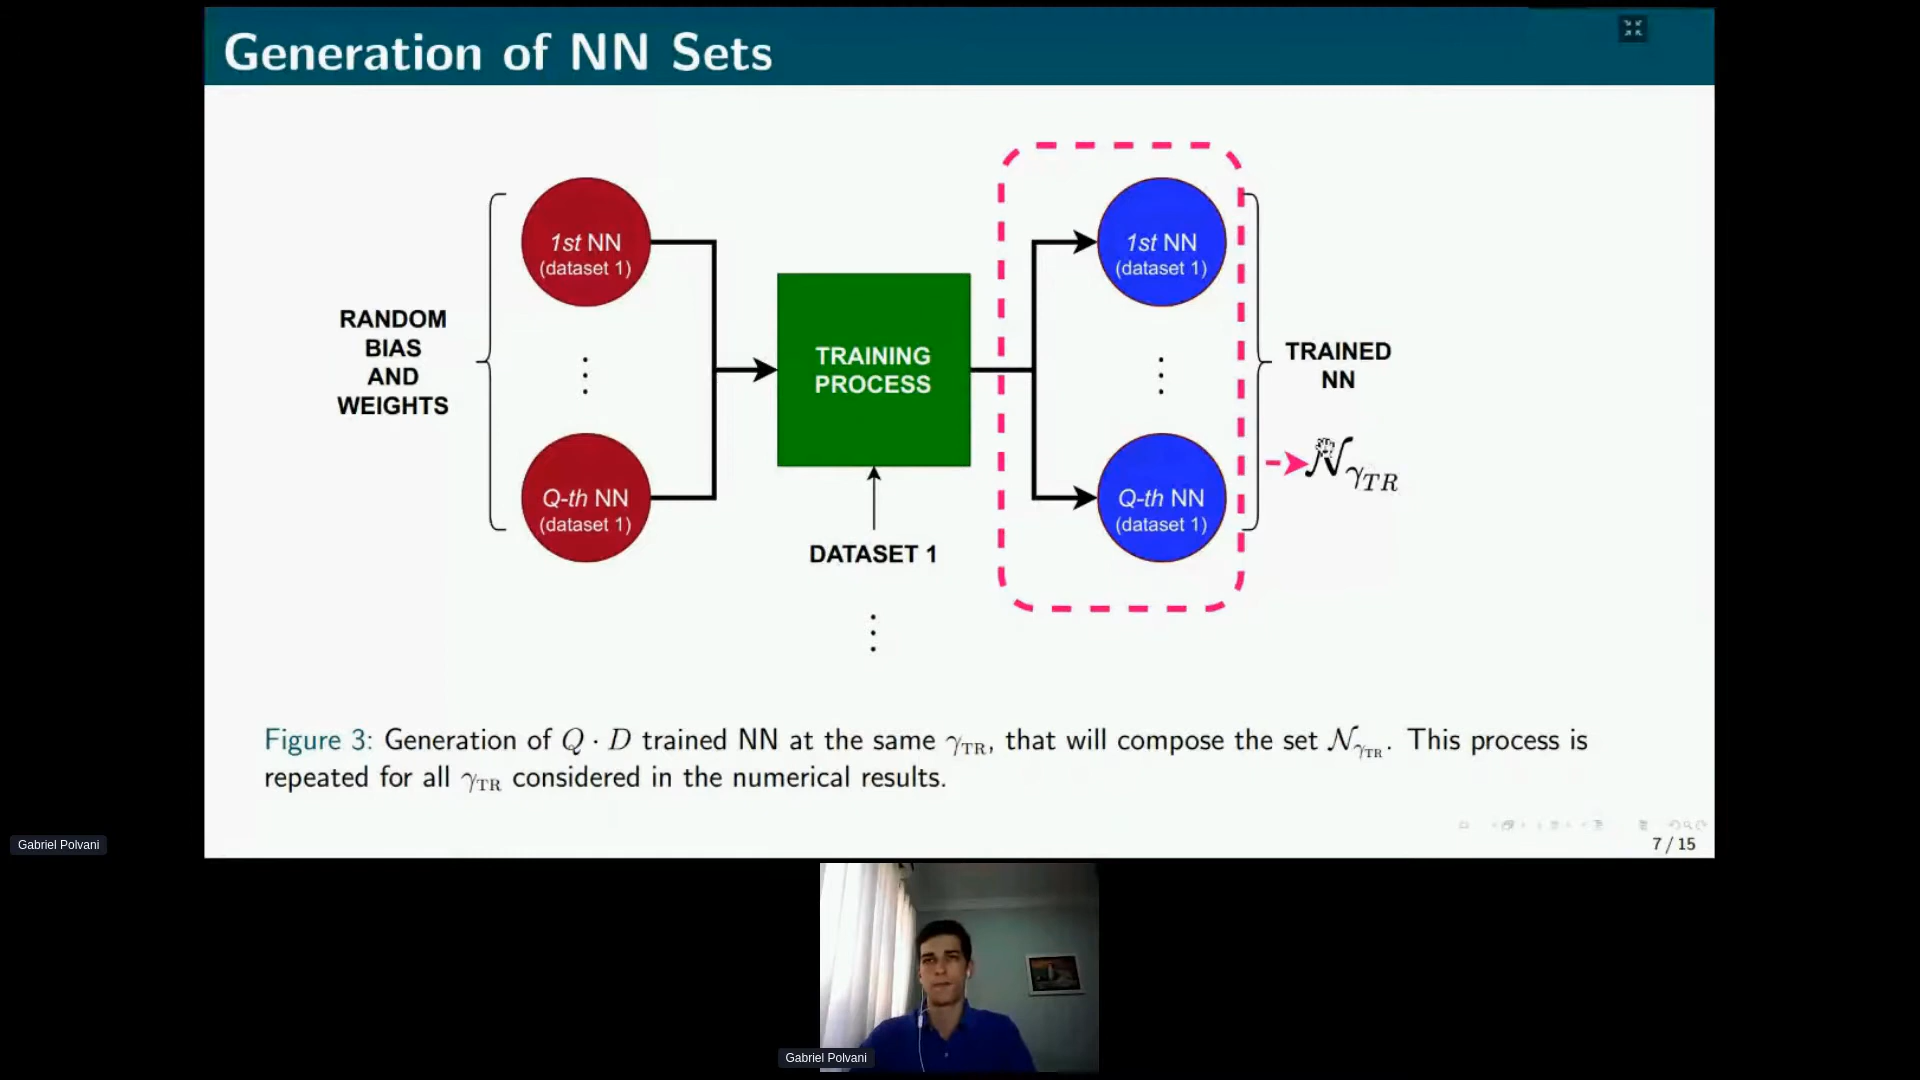 Generation of NN Sets
RANDOM
BIAS
AND
WEIGHTS
1st NN
(dataset 1)
Q-th NN
(dataset 1)
TRAINING
PROCESS
DATASET 1
1st NN
(dataset 1)
Q-th NN
(dataset 1)
TRAINED
NN
𝒩γTR
Figure 3: Generation of Q · D trained NN at the same γTR, that will compose the set 𝒩γTR. This process is
repeated for all γTR considered in the numerical results.
7 / 15
Gabriel Polvani
Gabriel Polvani